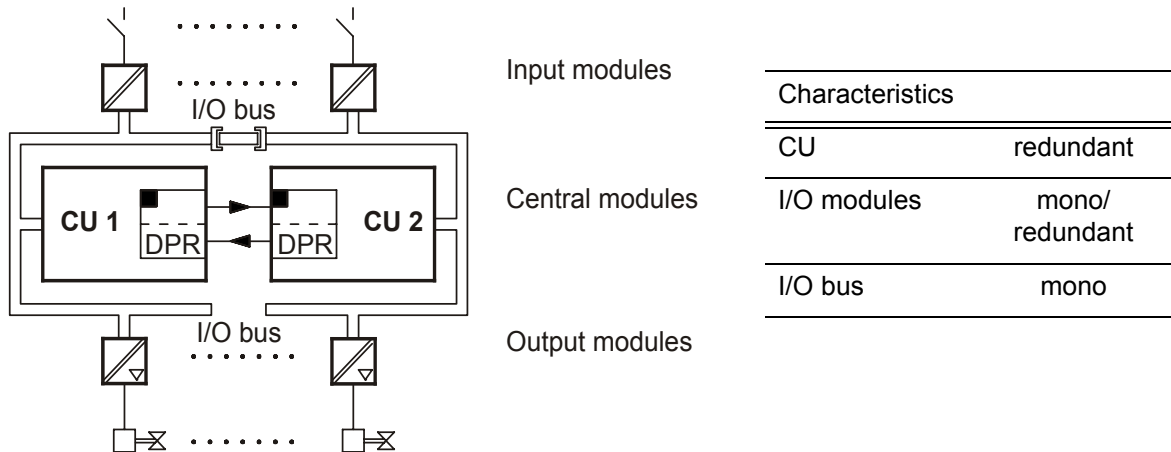 Input modules
I/O bus
Characteristics
CU redundant
Central modules
I/O modules mono/
redundant
CU 1 DPR DPR CU 2
I/O bus mono
I/O bus
Output modules